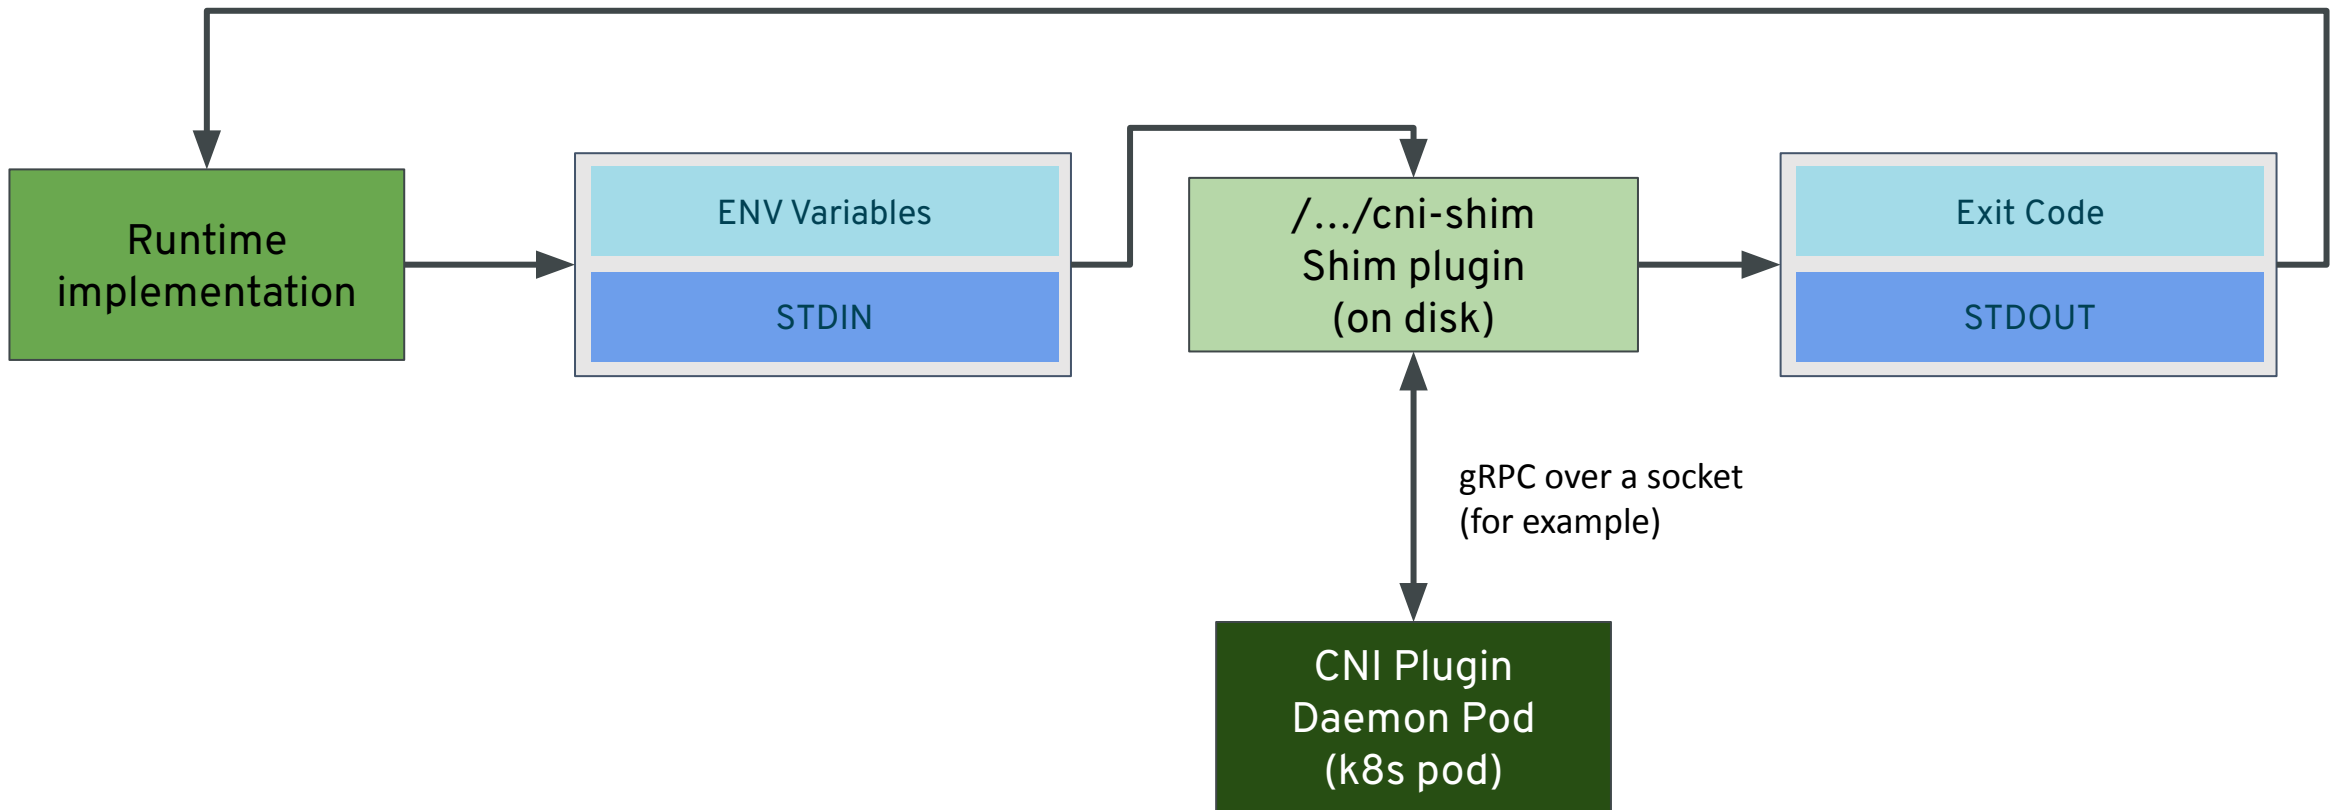 Runtime
implementation
ENV Variables
STDIN
/.../cni-shim
Shim plugin
(on disk)
Exit Code
STDOUT
gRPC over a socket
(for example)
CNI Plugin
Daemon Pod
(k8s pod)